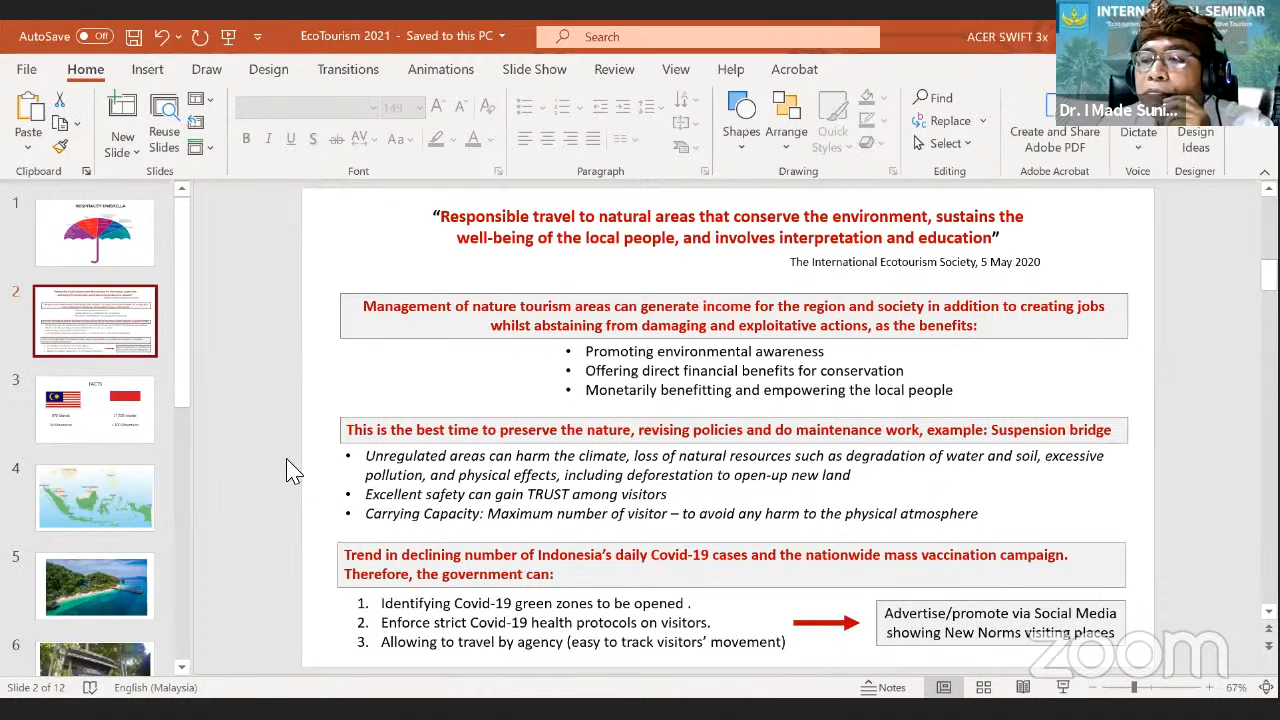 INTERNATIONAL SEMINAR
AutoSave Off
EcoTourism 2021 - Saved to this PC
Search
ACER SWIFT 3x
File Home Insert Draw Design Transitions Animations Slide Show Review View Help Acrobat
Dr. I Made Suni...
Paste
New Slide
Reuse Slides
149
B I U S ab AV Aa
Shapes Arrange Quick Styles
Find
Replace
Select
Create and Share Adobe PDF
Dictate
Design Ideas
Clipboard Slides Font Paragraph Drawing Editing Adobe Acrobat Voice Designer
1
HOSPITALITY UMBRELLA
2
3
FACTS
4
5
6
“Responsible travel to natural areas that conserve the environment, sustains the
well-being of the local people, and involves interpretation and education”
The International Ecotourism Society, 5 May 2020
Management of nature tourism areas can generate income for the region and society in addition to creating jobs
whilst abstaining from damaging and exploitative actions, as the benefits:
• Promoting environmental awareness
• Offering direct financial benefits for conservation
• Monetarily benefitting and empowering the local people
This is the best time to preserve the nature, revising policies and do maintenance work, example: Suspension bridge
• Unregulated areas can harm the climate, loss of natural resources such as degradation of water and soil, excessive
pollution, and physical effects, including deforestation to open-up new land
• Excellent safety can gain TRUST among visitors
• Carrying Capacity: Maximum number of visitor – to avoid any harm to the physical atmosphere
Trend in declining number of Indonesia’s daily Covid-19 cases and the nationwide mass vaccination campaign.
Therefore, the government can:
1. Identifying Covid-19 green zones to be opened .
2. Enforce strict Covid-19 health protocols on visitors.
3. Allowing to travel by agency (easy to track visitors’ movement)
Advertise/promote via Social Media
showing New Norms visiting places
zoom
Slide 2 of 12 English (Malaysia) Notes 67%